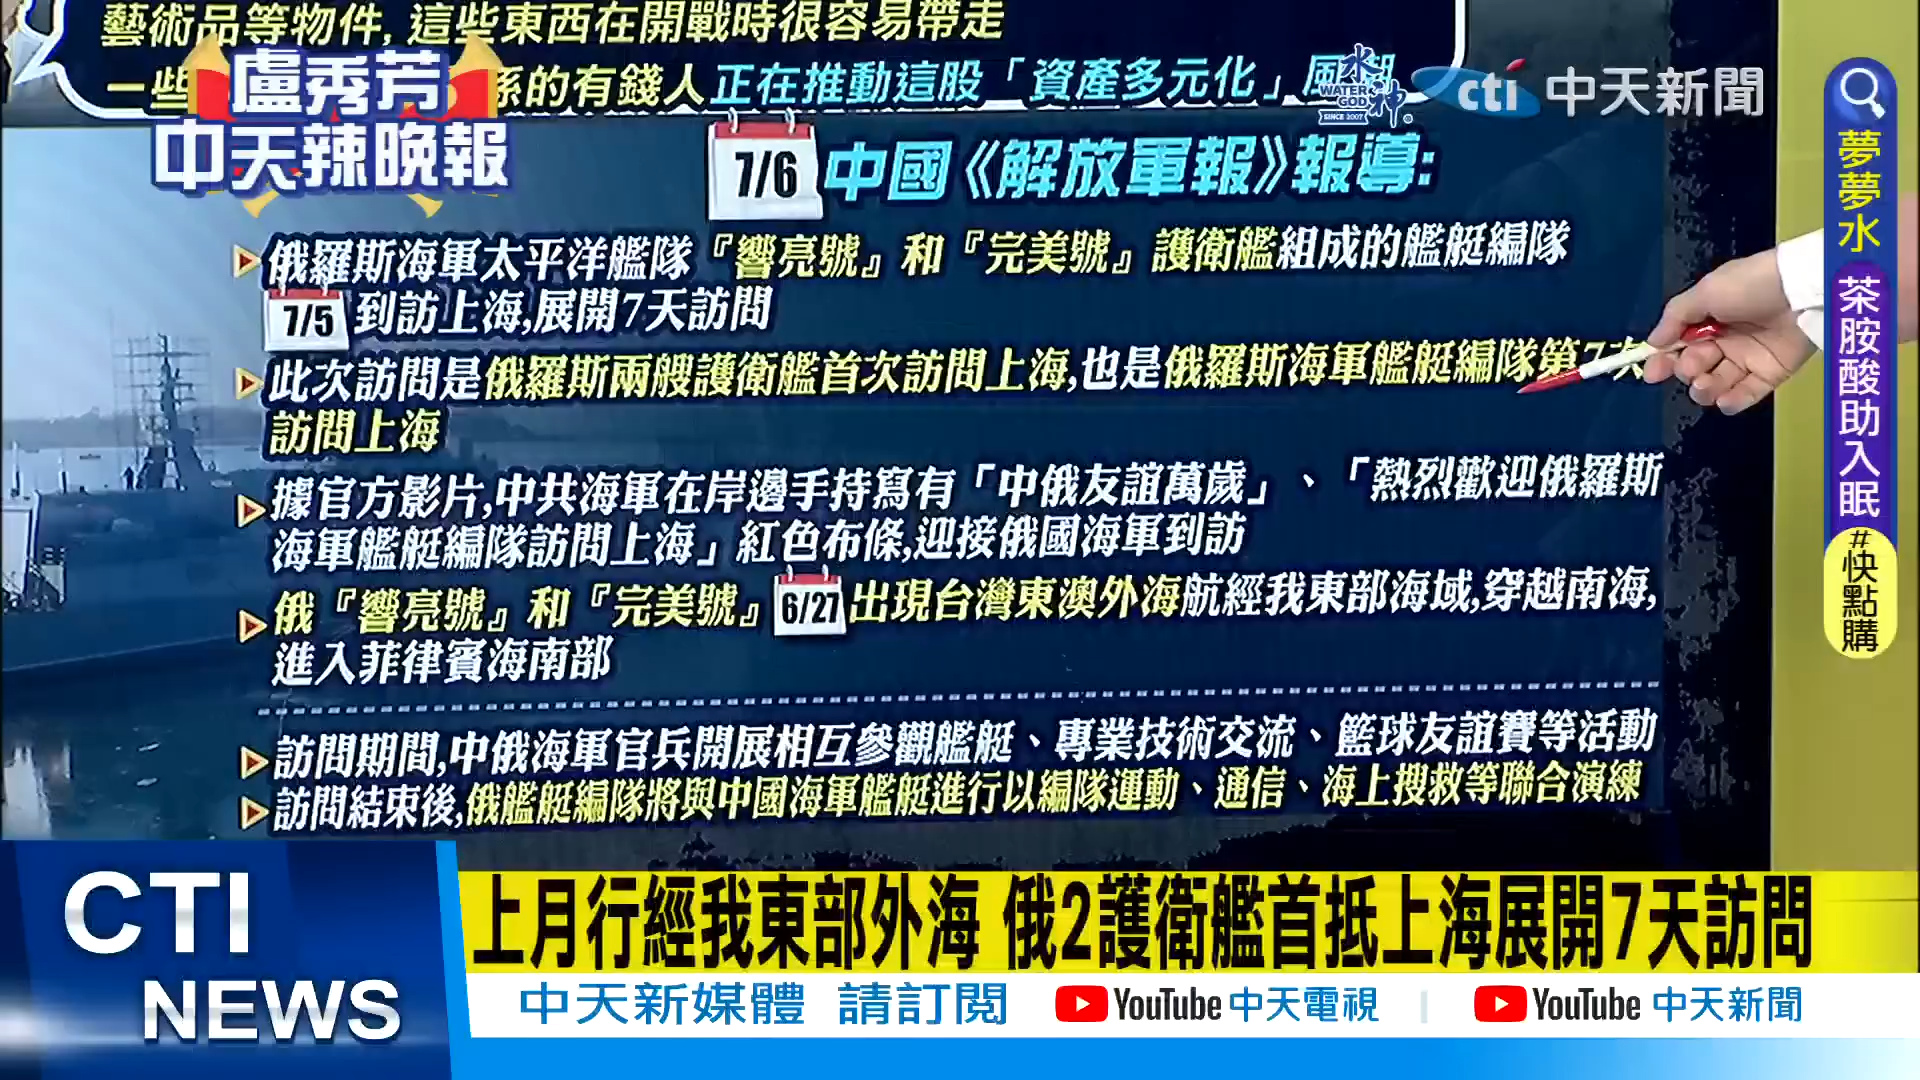 藝術品等物件, 這些東西在開戰時很容易帶走
一些
係的有錢人正在推動這股「資產多元化」風潮
盧秀芳
中天辣晚報
水神
WATER GOD
SINCE 2007
cti 中天新聞
7/6 中國《解放軍報》報導:
俄羅斯海軍太平洋艦隊『響亮號』和『完美號』護衛艦組成的艦艇編隊
7/5 到訪上海,展開7天訪問
此次訪問是俄羅斯兩艘護衛艦首次訪問上海,也是俄羅斯海軍艦艇編隊第7次
訪問上海
據官方影片,中共海軍在岸邊手持寫有「中俄友誼萬歲」、「熱烈歡迎俄羅斯
海軍艦艇編隊訪問上海」紅色布條,迎接俄國海軍到訪
俄『響亮號』和『完美號』6/27出現台灣東澳外海航經我東部海域,穿越南海,
進入菲律賓海南部
訪問期間,中俄海軍官兵開展相互參觀艦艇、專業技術交流、籃球友誼賽等活動
訪問結束後,俄艦艇編隊將與中國海軍艦艇進行以編隊運動、通信、海上搜救等聯合演練
夢夢水
茶胺酸助入眠
#快點購
CTI
NEWS
上月行經我東部外海 俄2護衛艦首抵上海展開7天訪問
中天新媒體 請訂閱 YouTube 中天電視 | YouTube 中天新聞